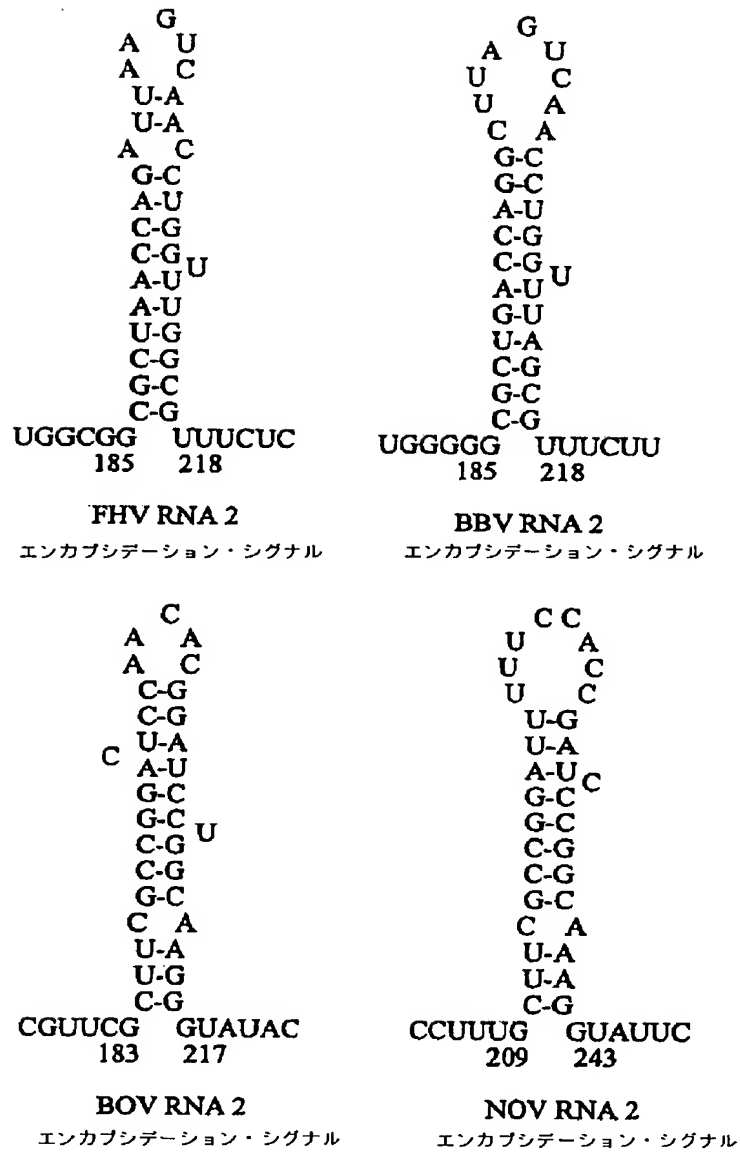 G
A U
A C
U-A
U-A
A C
G-C
A-U
C-G
C-G U
A-U
A-U
U-G
C-G
G-C
C-G
UGGCGG UUUCUC
185 218
FHV RNA 2
エンカプシデーション・シグナル
G
A U
U C
U A
C A
G-C
G-C
A-U
C-G
C-G U
A-U
G-U
U-A
C-G
G-C
C-G
UGGGGG UUUCUU
185 218
BBV RNA 2
エンカプシデーション・シグナル
C
A A
A C
C-G
C-G
U-A
C
A-U
G-C
G-C U
C-G
C-G
G-C
C A
U-A
U-G
C-G
CGUUCG GUAUAC
183 217
BOV RNA 2
エンカプシデーション・シグナル
C C
U A
U C
U C
U-G
U-A
A-U C
G-C
G-C
C-G
C-G
G-C
C A
U-A
U-A
C-G
CCUUUG GUAUUC
209 243
NOV RNA 2
エンカプシデーション・シグナル